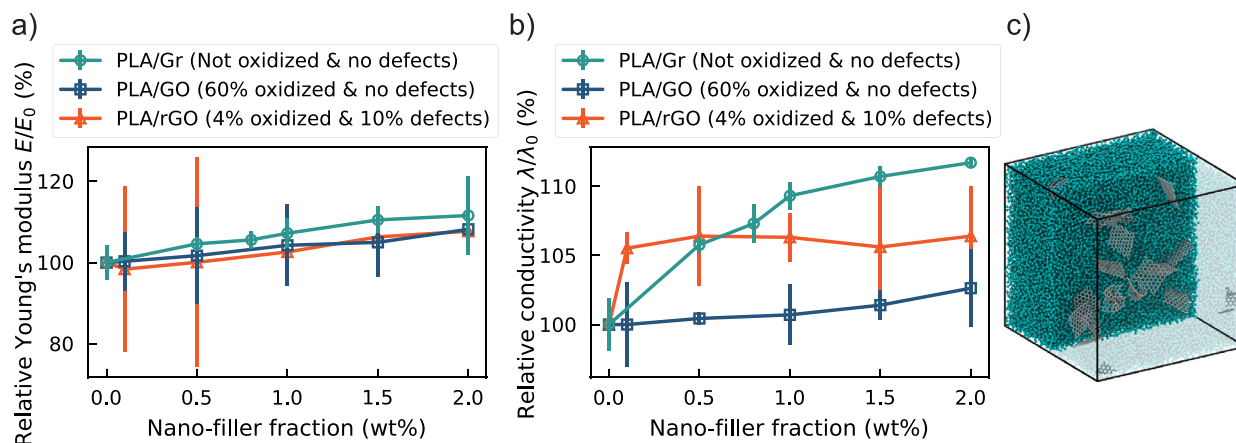 a)
PLA/Gr (Not oxidized & no defects)
PLA/GO (60% oxidized & no defects)
PLA/rGO (4% oxidized & 10% defects)
Relative Young's modulus E/E₀ (%)
120
100
80
0.0 0.5 1.0 1.5 2.0
Nano-filler fraction (wt%)
b)
PLA/Gr (Not oxidized & no defects)
PLA/GO (60% oxidized & no defects)
PLA/rGO (4% oxidized & 10% defects)
Relative conductivity λ/λ₀ (%)
110
105
100
0.0 0.5 1.0 1.5 2.0
Nano-filler fraction (wt%)
c)